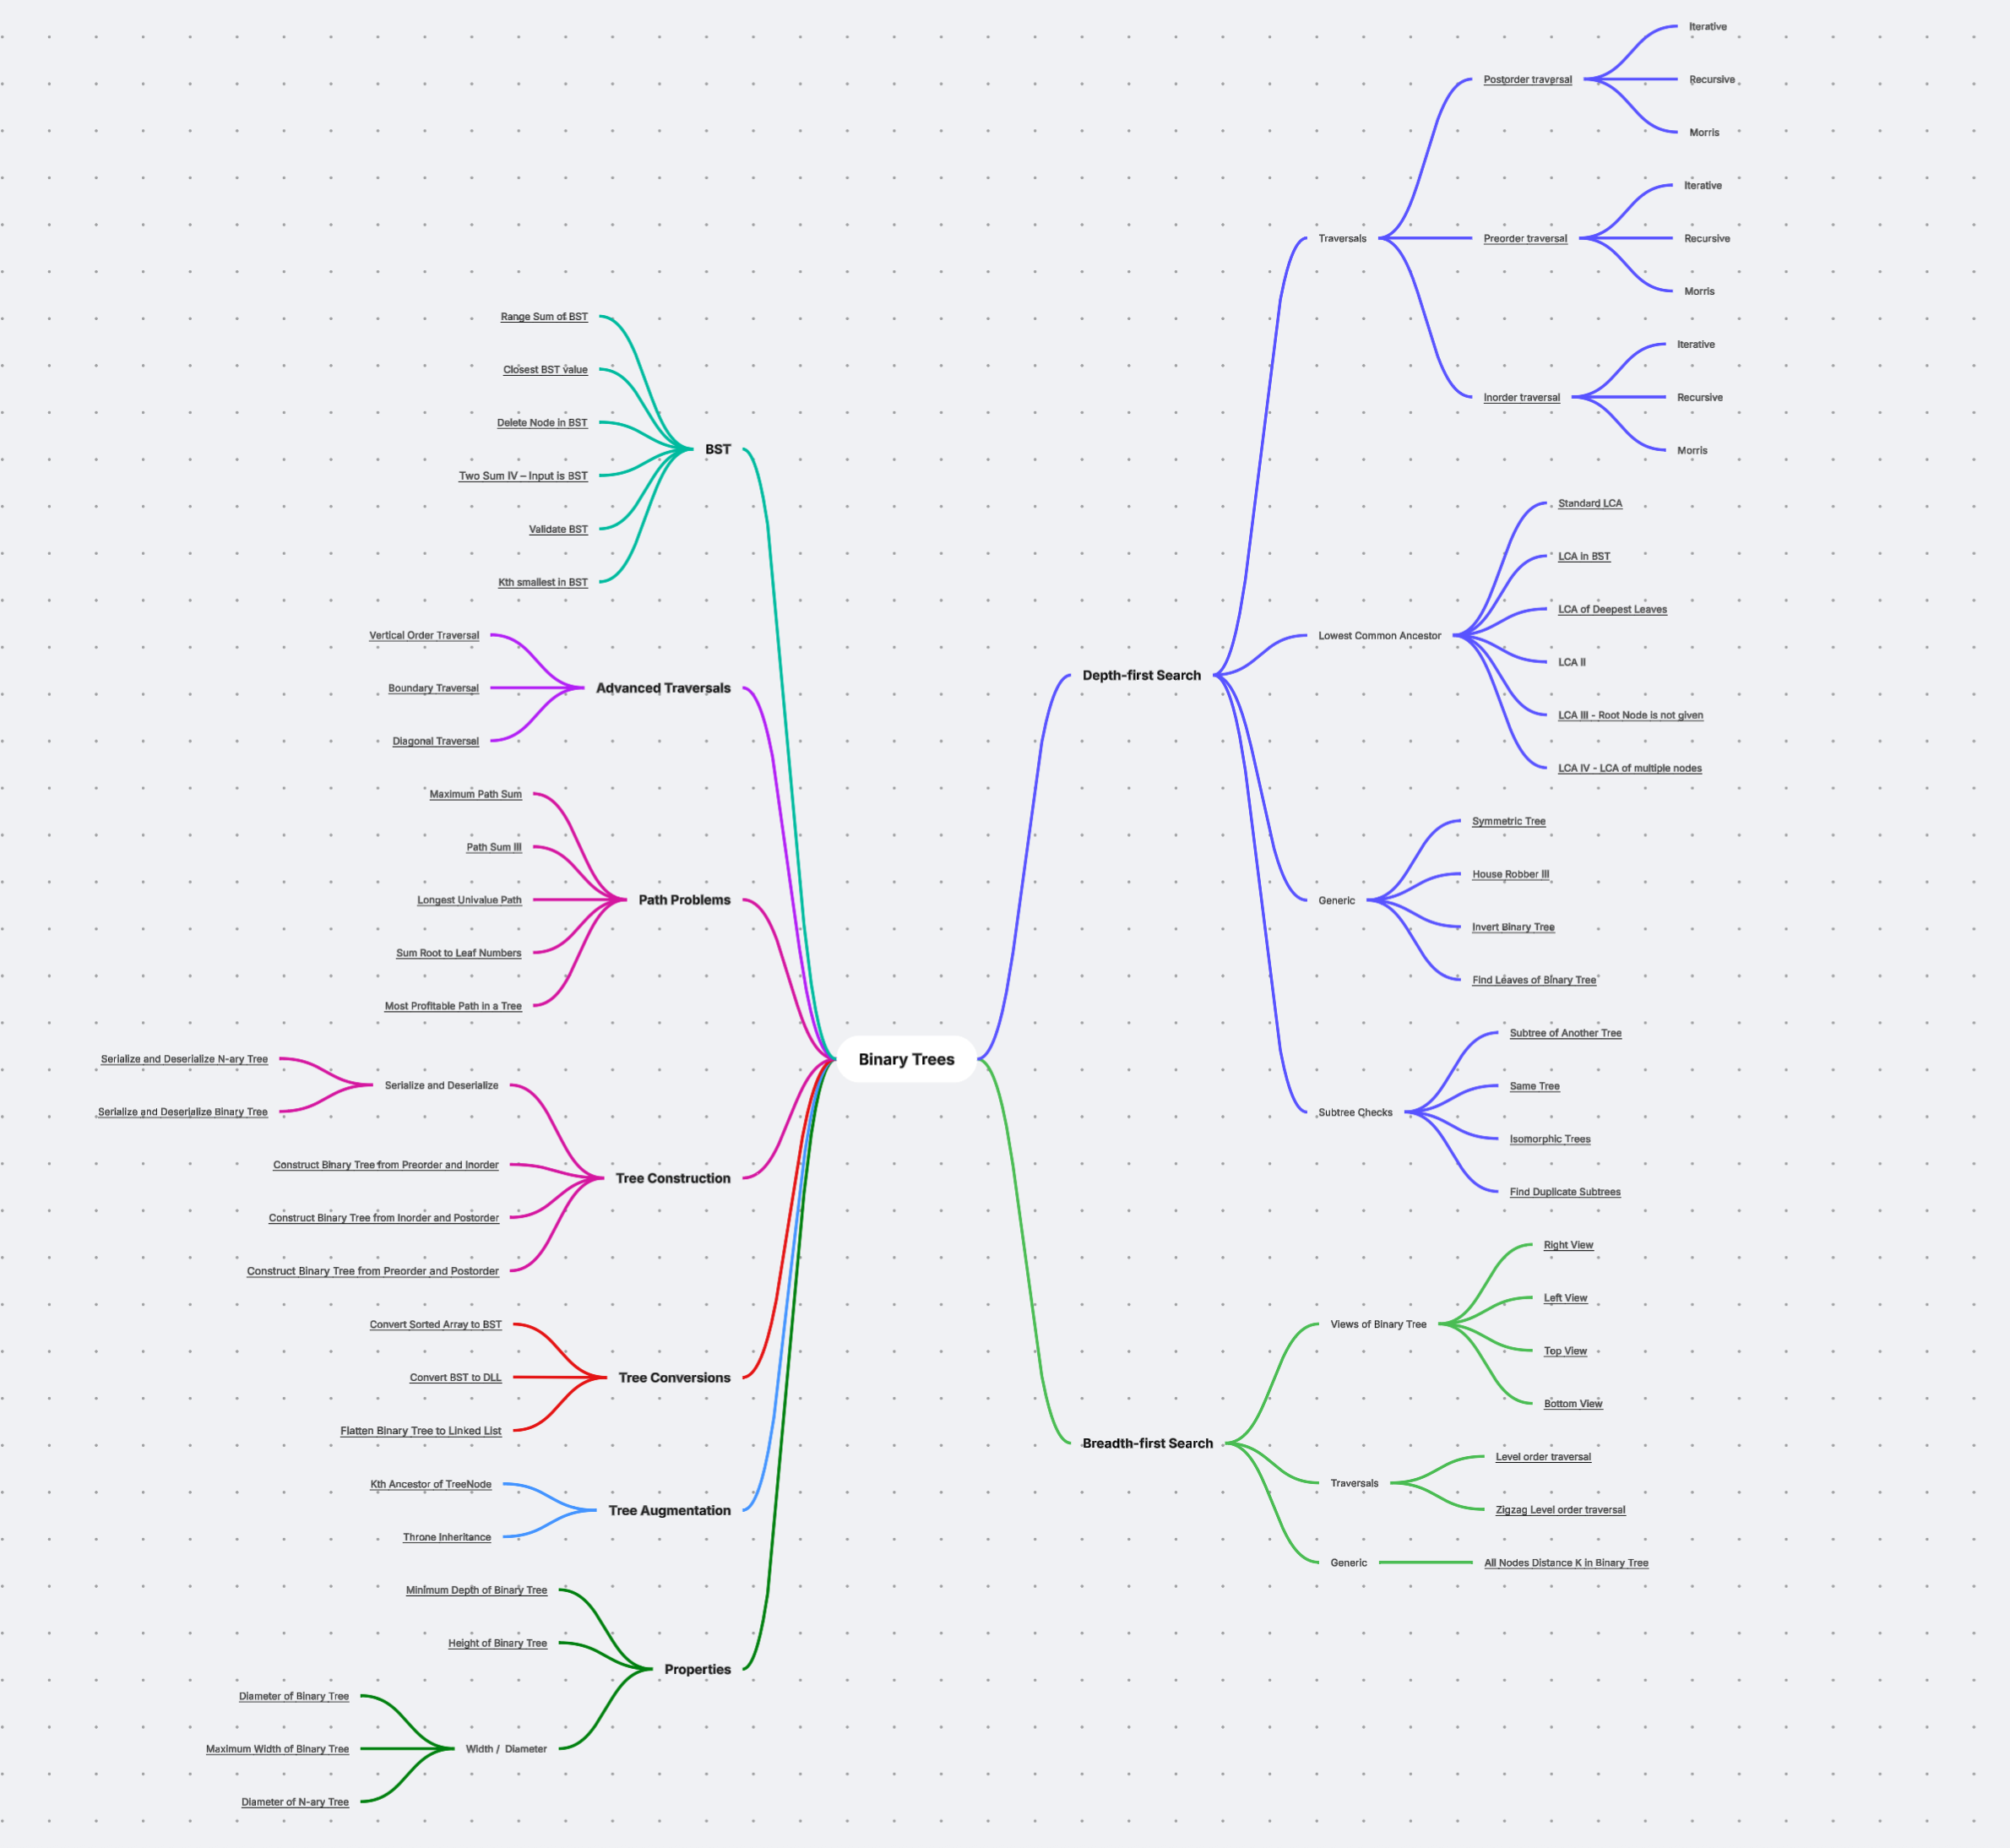 Binary Trees
Depth-first Search
Traversals
Postorder traversal
Iterative
Recursive
Morris
Preorder traversal
Iterative
Recursive
Morris
Inorder traversal
Iterative
Recursive
Morris
Lowest Common Ancestor
Standard LCA
LCA in BST
LCA of Deepest Leaves
LCA II
LCA III - Root Node is not given
LCA IV - LCA of multiple nodes
Generic
Symmetric Tree
House Robber III
Invert Binary Tree
Find Leaves of Binary Tree
Subtree Checks
Subtree of Another Tree
Same Tree
Isomorphic Trees
Find Duplicate Subtrees
Breadth-first Search
Views of Binary Tree
Right View
Left View
Top View
Bottom View
Traversals
Level order traversal
Zigzag Level order traversal
Generic
All Nodes Distance K in Binary Tree
BST
Range Sum of BST
Closest BST value
Delete Node in BST
Two Sum IV – Input is BST
Validate BST
Kth smallest in BST
Advanced Traversals
Vertical Order Traversal
Boundary Traversal
Diagonal Traversal
Path Problems
Maximum Path Sum
Path Sum III
Longest Univalue Path
Sum Root to Leaf Numbers
Most Profitable Path in a Tree
Tree Construction
Serialize and Deserialize
Serialize and Deserialize N-ary Tree
Serialize and Deserialize Binary Tree
Construct Binary Tree from Preorder and Inorder
Construct Binary Tree from Inorder and Postorder
Construct Binary Tree from Preorder and Postorder
Tree Conversions
Convert Sorted Array to BST
Convert BST to DLL
Flatten Binary Tree to Linked List
Tree Augmentation
Kth Ancestor of TreeNode
Throne Inheritance
Properties
Minimum Depth of Binary Tree
Height of Binary Tree
Width / Diameter
Diameter of Binary Tree
Maximum Width of Binary Tree
Diameter of N-ary Tree